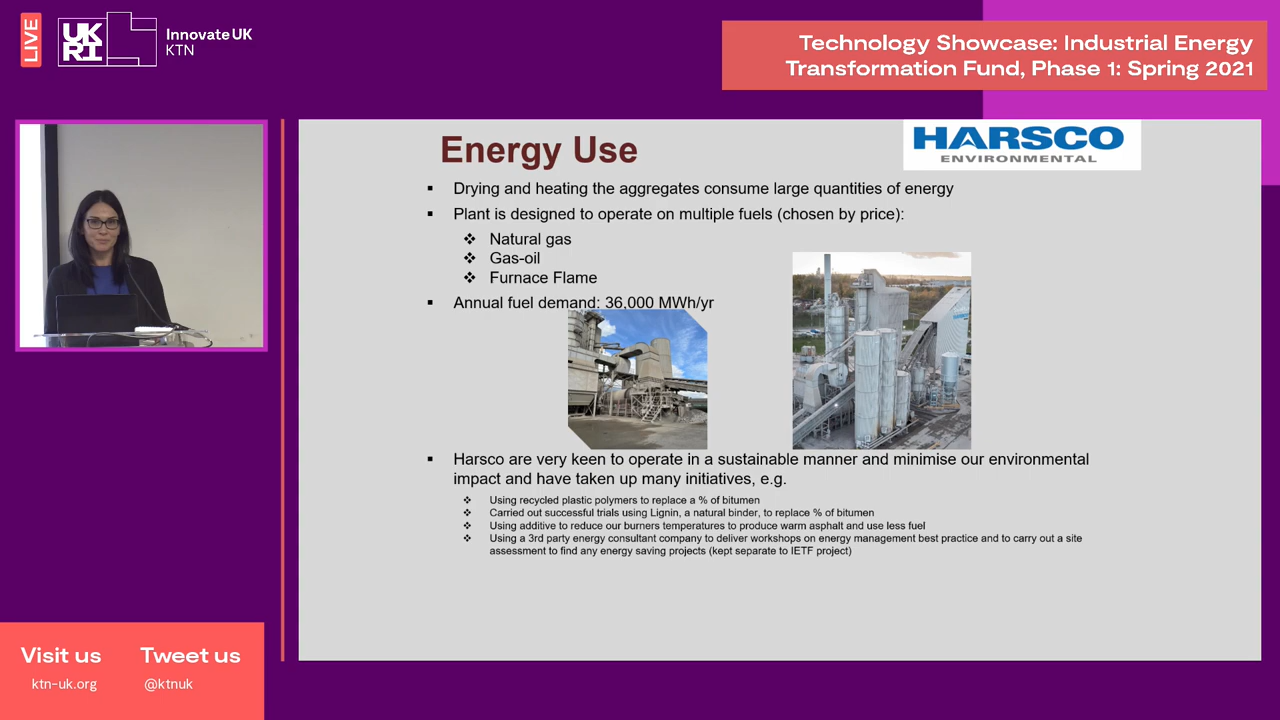 LIVE
UK
RI
Innovate UK
KTN
Technology Showcase: Industrial Energy
Transformation Fund, Phase 1: Spring 2021
Energy Use
HARSCO
ENVIRONMENTAL
▪ Drying and heating the aggregates consume large quantities of energy
▪ Plant is designed to operate on multiple fuels (chosen by price):
❖ Natural gas
❖ Gas-oil
❖ Furnace Flame
▪ Annual fuel demand: 36,000 MWh/yr
▪ Harsco are very keen to operate in a sustainable manner and minimise our environmental
impact and have taken up many initiatives, e.g.
❖ Using recycled plastic polymers to replace a % of bitumen
❖ Carried out successful trials using Lignin, a natural binder, to replace % of bitumen
❖ Using additive to reduce our burners temperatures to produce warm asphalt and use less fuel
❖ Using a 3rd party energy consultant company to deliver workshops on energy management best practice and to carry out a site
assessment to find any energy saving projects (kept separate to IETF project)
Visit us
ktn-uk.org
Tweet us
@ktnuk